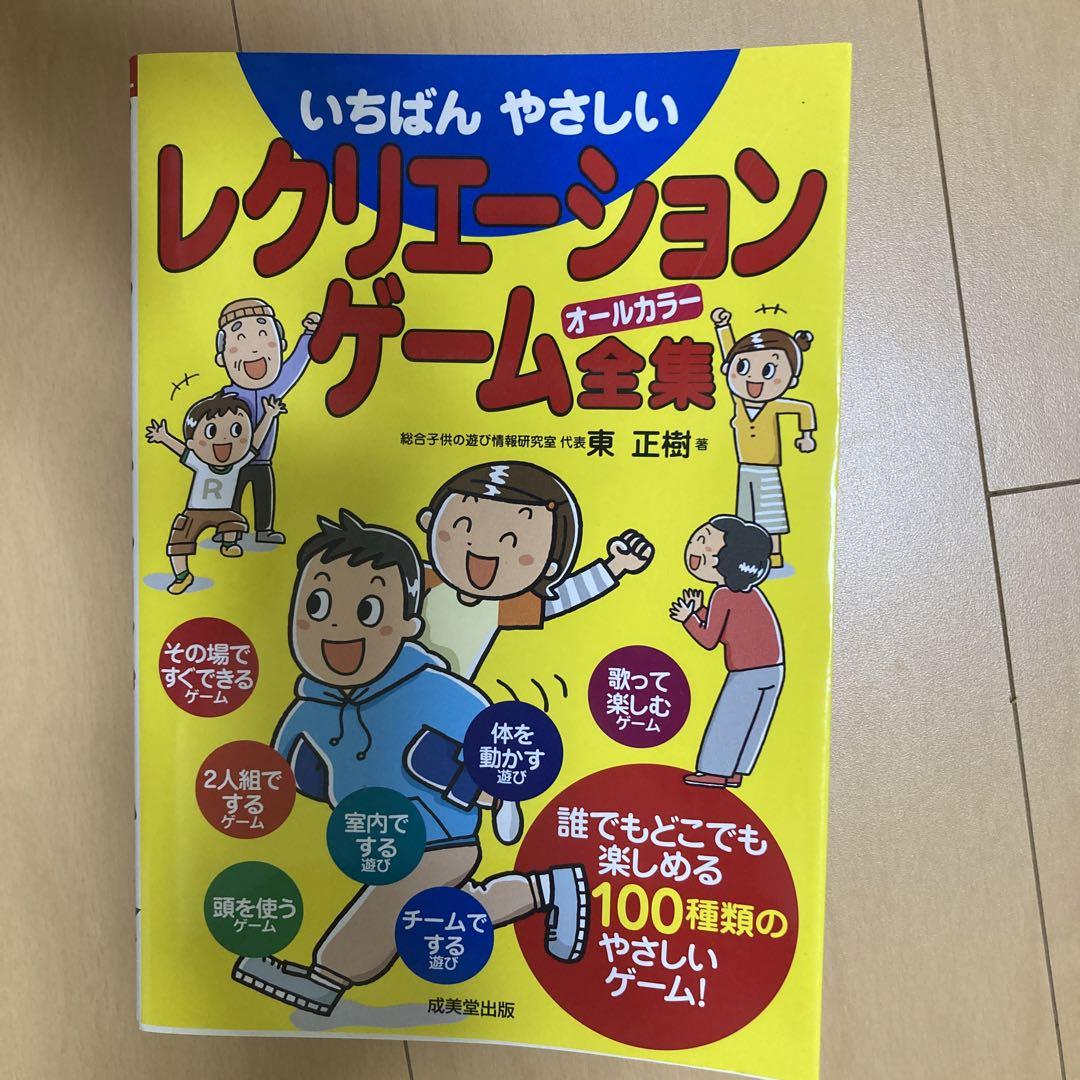 いちばん やさしい
レクリエーション
ゲーム
オールカラー
全集
総合子供の遊び情報研究室 代表 東 正樹 著
R
その場で
すぐできる
ゲーム
歌って
楽しむ
ゲーム
体を
動かす
遊び
2人組で
する
ゲーム
室内で
する
遊び
頭を使う
ゲーム
チームで
する
遊び
誰でもどこでも
楽しめる
100種類の
やさしい
ゲーム!
成美堂出版